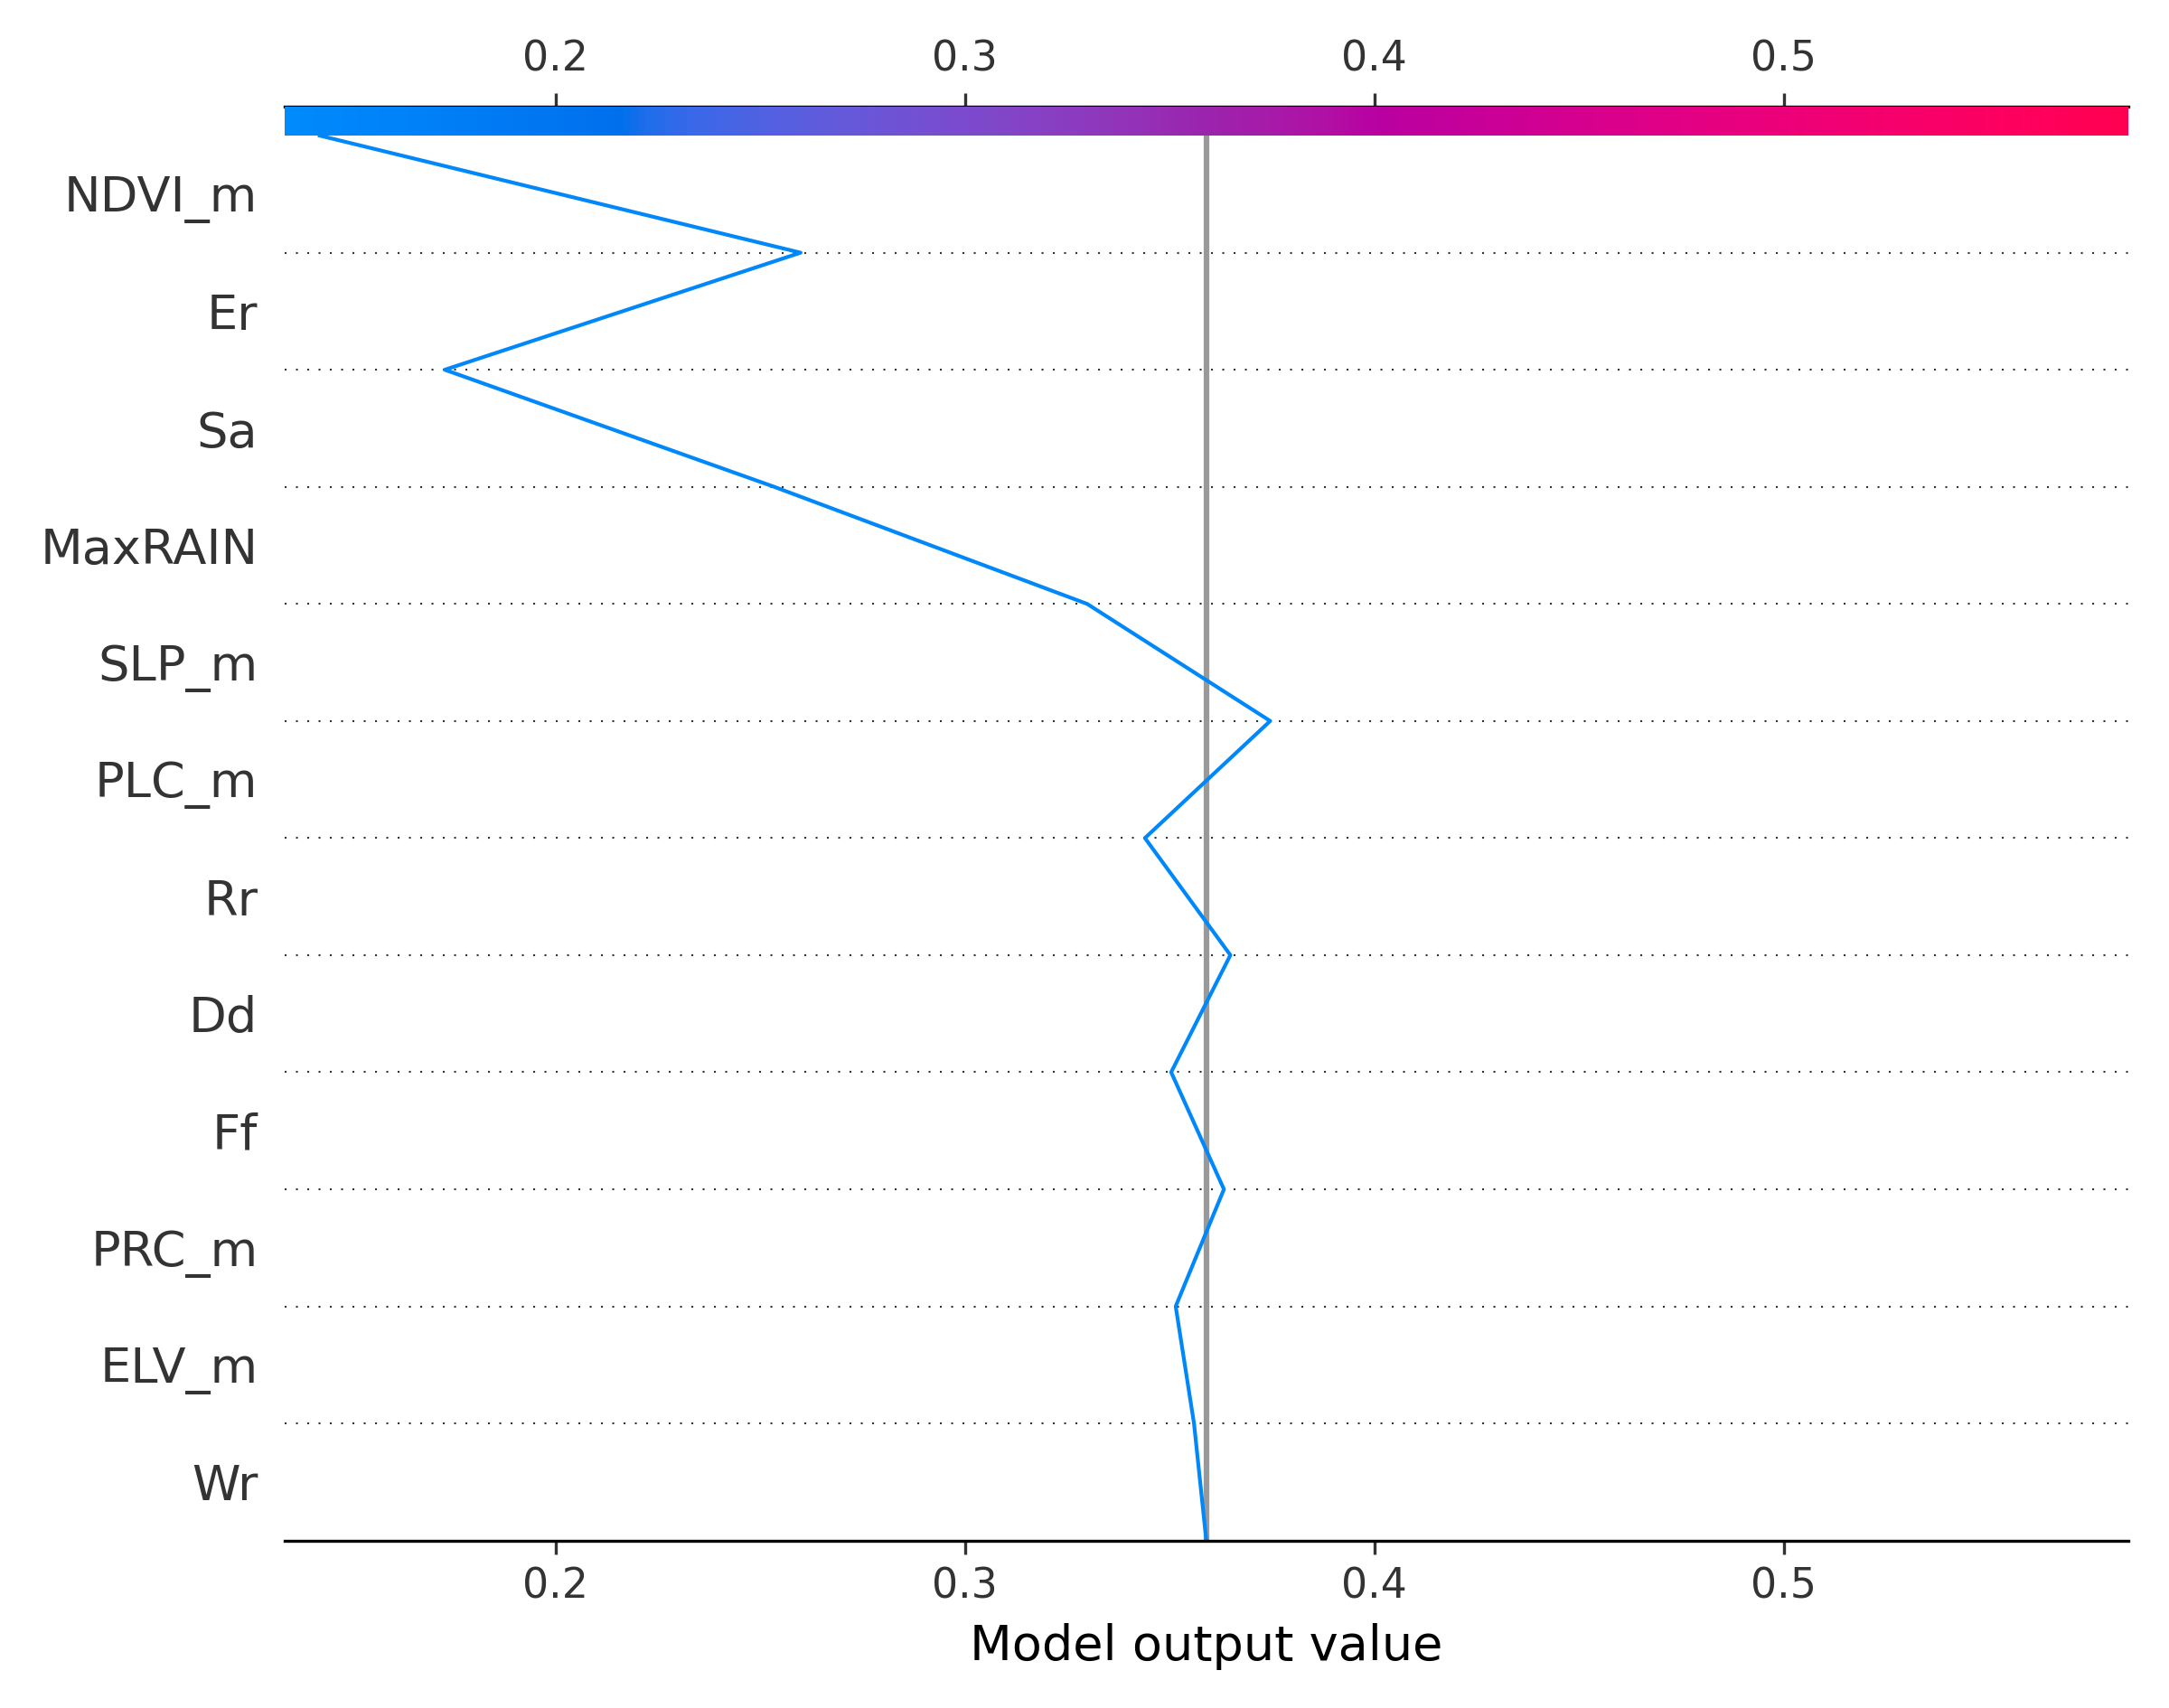 0.2 0.3 0.4 0.5
NDVI_m
Er
Sa
MaxRAIN
SLP_m
PLC_m
Rr
Dd
Ff
PRC_m
ELV_m
Wr
0.2 0.3 0.4 0.5
Model output value